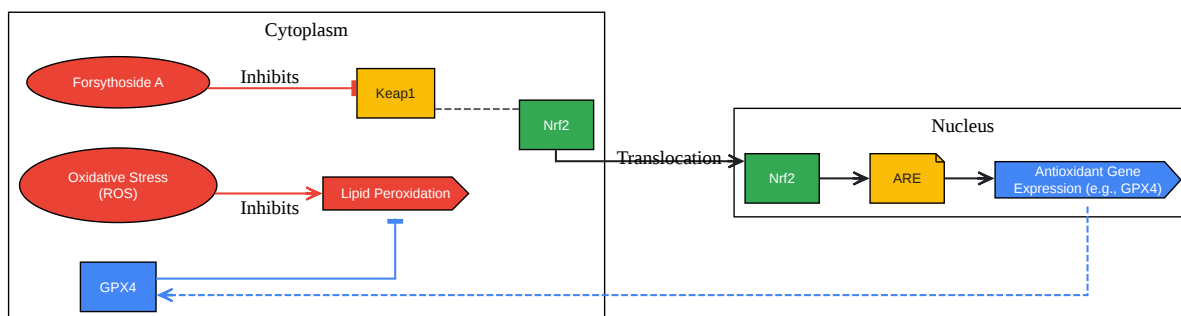 Cytoplasm
Forsythoside A
Inhibits
Keap1
Nrf2
Translocation
Oxidative Stress
(ROS)
Inhibits
Lipid Peroxidation
GPX4
Nucleus
Nrf2
ARE
Antioxidant Gene
Expression (e.g., GPX4)